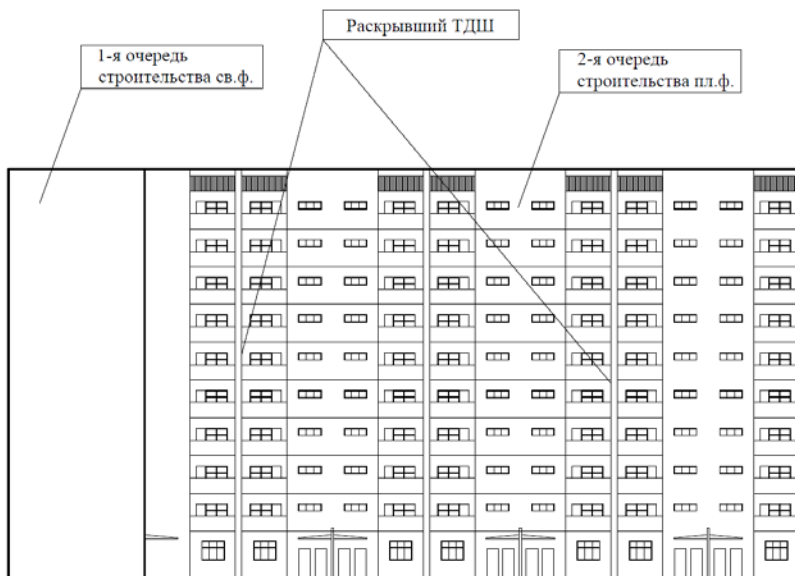 Раскрывший ТДШ
1-я очередь
строительства св.ф.
2-я очередь
строительства пл.ф.